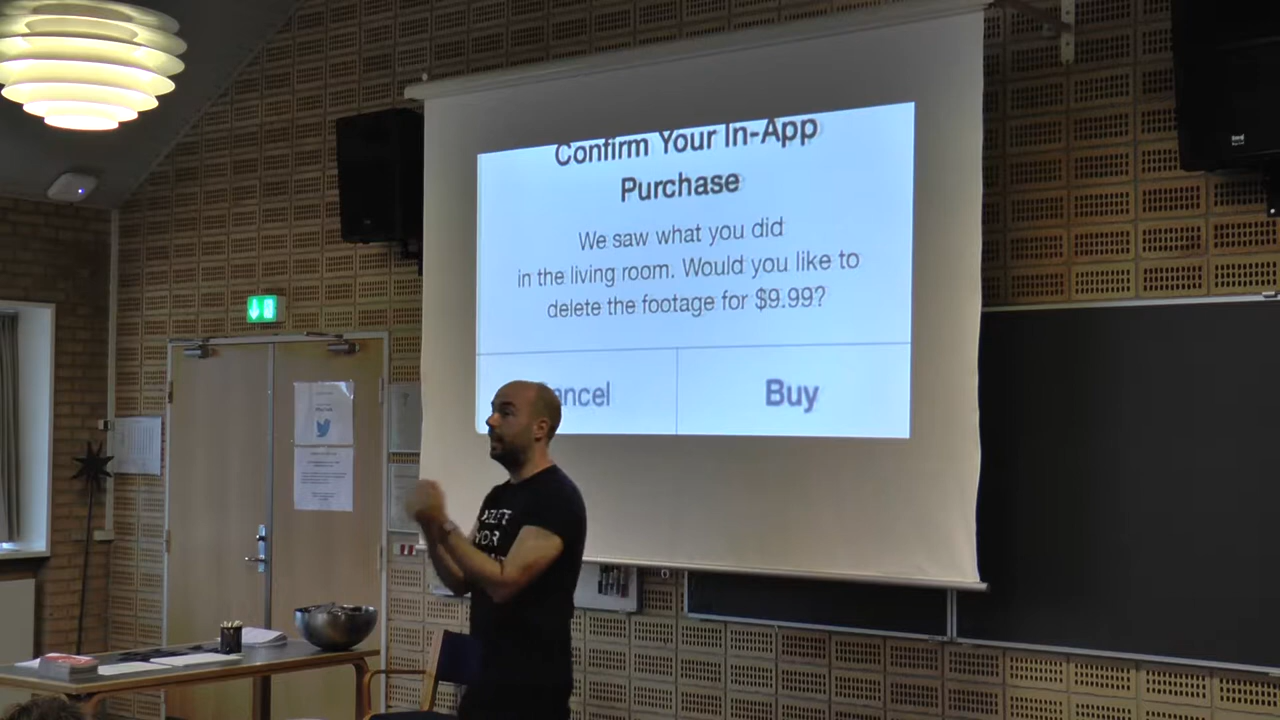 Confirm Your In-App
Purchase
We saw what you did
in the living room. Would you like to
delete the footage for $9.99?
Buy